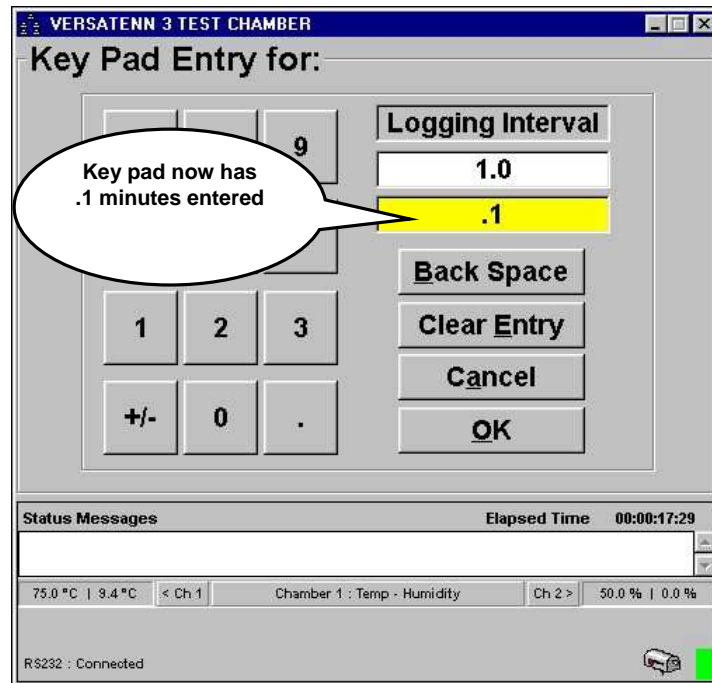 VERSATENN 3 TEST CHAMBER
Key Pad Entry for:
9
Logging Interval
Key pad now has
.1 minutes entered
1.0
.1
Back Space
1 2 3
Clear Entry
Cancel
+/- 0 .
OK
Status Messages Elapsed Time 00:00:17:29
75.0 °C | 9.4 °C < Ch 1 Chamber 1 : Temp - Humidity Ch 2 > 50.0 % | 0.0 %
RS232 : Connected